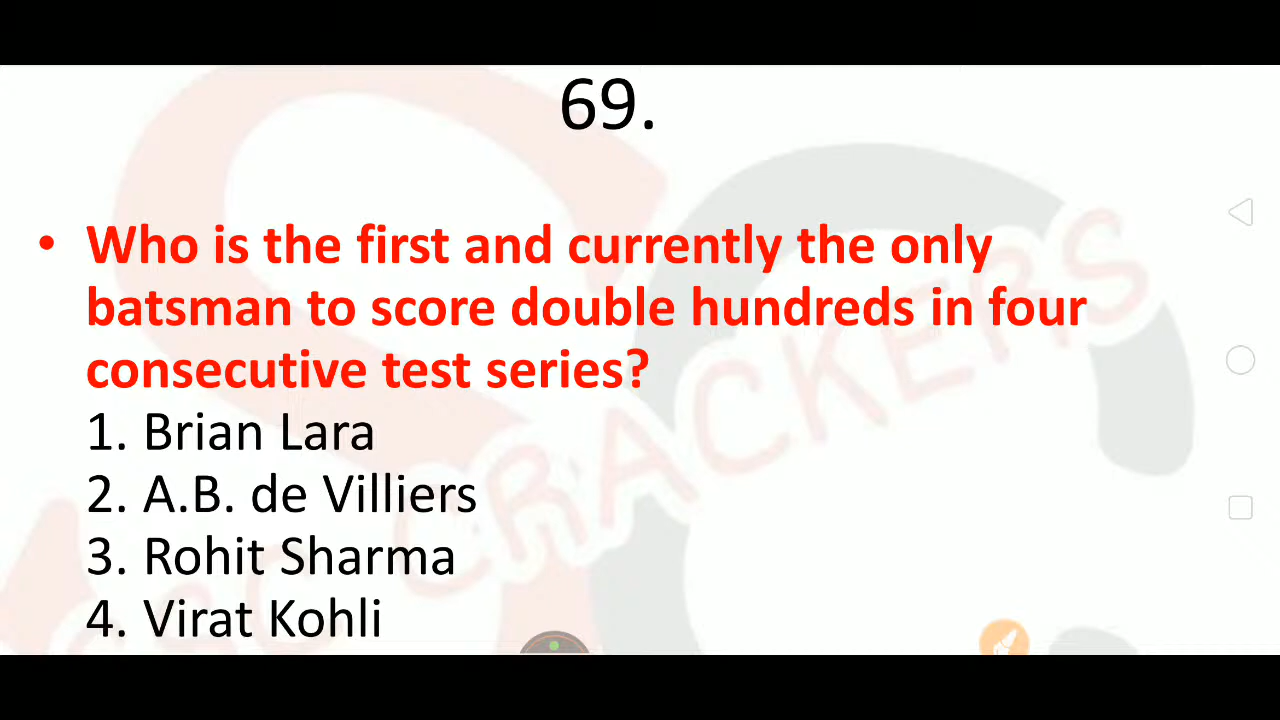 69.
• Who is the first and currently the only
batsman to score double hundreds in four
consecutive test series?
1. Brian Lara
2. A.B. de Villiers
3. Rohit Sharma
4. Virat Kohli
CRACKERS